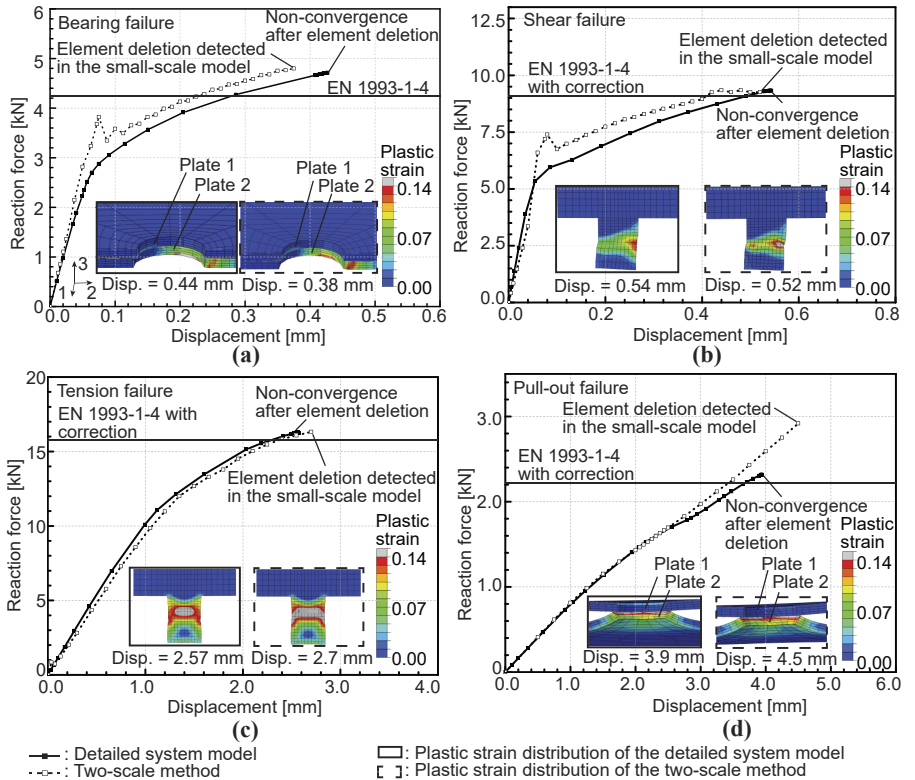 Bearing failure
Non-convergence
after element deletion
Element deletion detected
in the small-scale model
EN 1993-1-4
Reaction force [kN]
6
5
4
3
2
1
0
Plate 1
Plate 2
Plate 1
Plate 2
Plastic
strain
0.14
0.07
0.00
3
1
2
Disp. = 0.44 mm
Disp. = 0.38 mm
0.0 0.1 0.2 0.3 0.4 0.5 0.6
Displacement [mm]
(a)
Shear failure
Element deletion detected
in the small-scale model
EN 1993-1-4
with correction
Non-convergence
after element deletion
Reaction force [kN]
13.0
10.0
7.5
5.0
2.5
0.0
Plastic
strain
0.14
0.07
0.00
Disp. = 0.54 mm
Disp. = 0.52 mm
0.0 0.2 0.4 0.6 0.8
Displacement [mm]
(b)
Tension failure
Non-convergence
after element deletion
EN 1993-1-4 with
correction
Element deletion detected
in the small-scale model
Reaction force [kN]
20
15
10
5
0
Plastic
strain
0.14
0.07
0.00
Disp. = 2.57 mm
Disp. = 2.7 mm
0.0 1.0 2.0 3.0 4.0
Displacement [mm]
(c)
Pull-out failure
Element deletion detected
in the small-scale model
EN 1993-1-4
with correction
Non-convergence
after element
deletion
Reaction force [kN]
3.0
2.0
1.0
0.0
Plastic
strain
0.14
0.07
0.00
Plate 1
Plate 2
Plate 1
Plate 2
Disp. = 3.9 mm
Disp. = 4.5 mm
0.0 1.0 2.0 3.0 4.0 5.0 6.0
Displacement [mm]
(d)
: Detailed system model
: Two-scale method
: Plastic strain distribution of the detailed system model
: Plastic strain distribution of the two-scale method